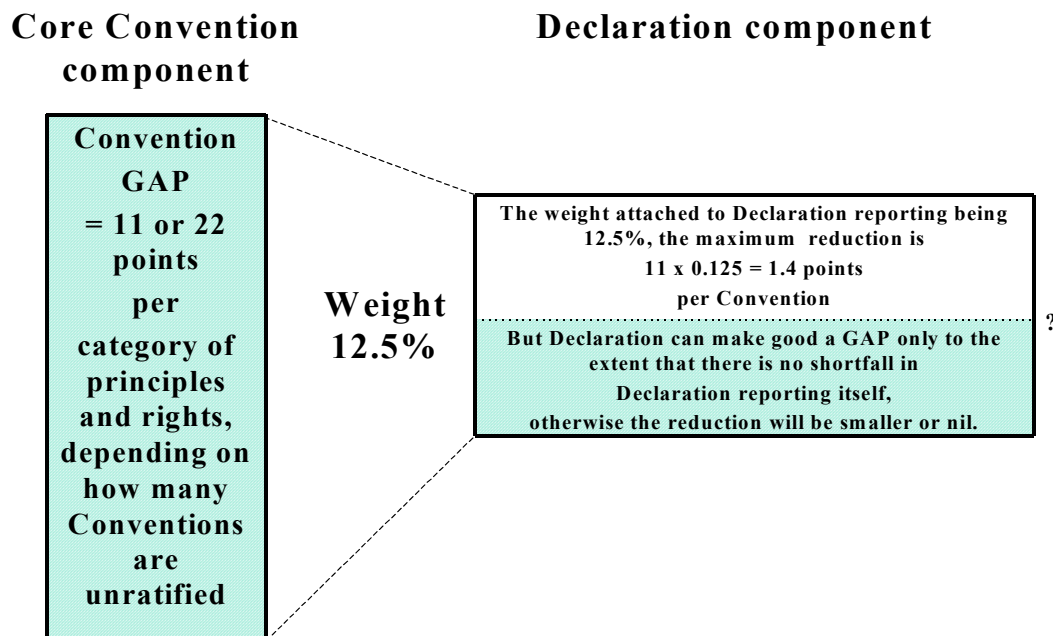 Core Convention
component
Declaration component
Convention
GAP
= 11 or 22
points
per
category of
principles
and rights,
depending on
how many
Conventions
are
unratified
Weight
12.5%
The weight attached to Declaration reporting being
12.5%, the maximum reduction is
11 x 0.125 = 1.4 points
per Convention
But Declaration can make good a GAP only to the
extent that there is no shortfall in
Declaration reporting itself,
otherwise the reduction will be smaller or nil.
?